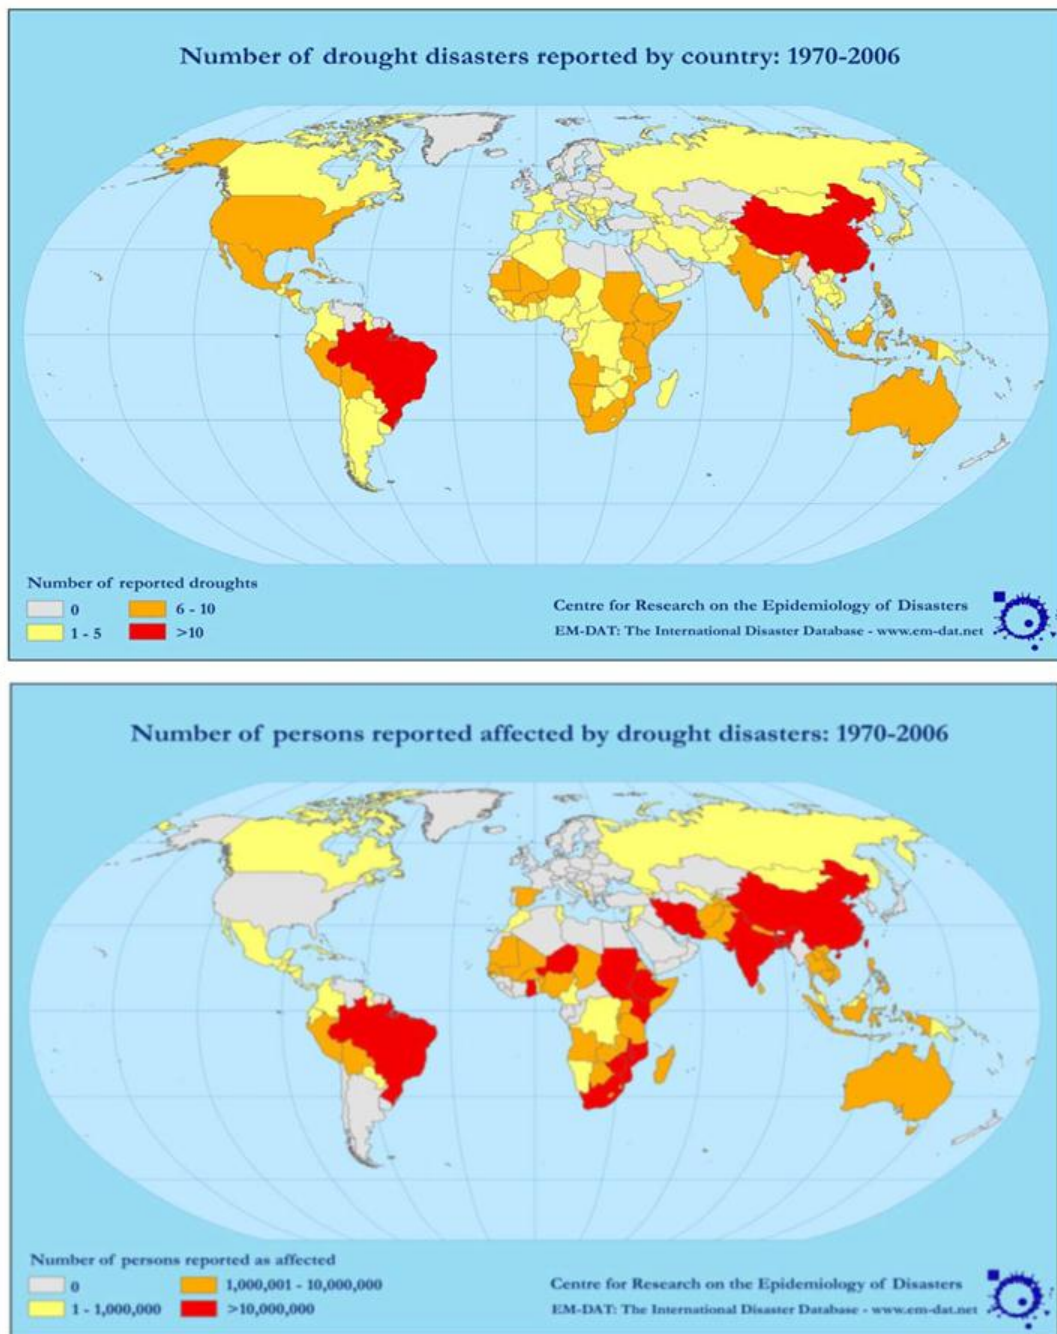 Number of drought disasters reported by country: 1970-2006
Number of reported droughts
0
6 - 10
1 - 5
>10
Centre for Research on the Epidemiology of Disasters
EM-DAT: The International Disaster Database - www.em-dat.net
Number of persons reported affected by drought disasters: 1970-2006
Number of persons reported as affected
0
1,000,001 - 10,000,000
1 - 1,000,000
>10,000,000
Centre for Research on the Epidemiology of Disasters
EM-DAT: The International Disaster Database - www.em-dat.net